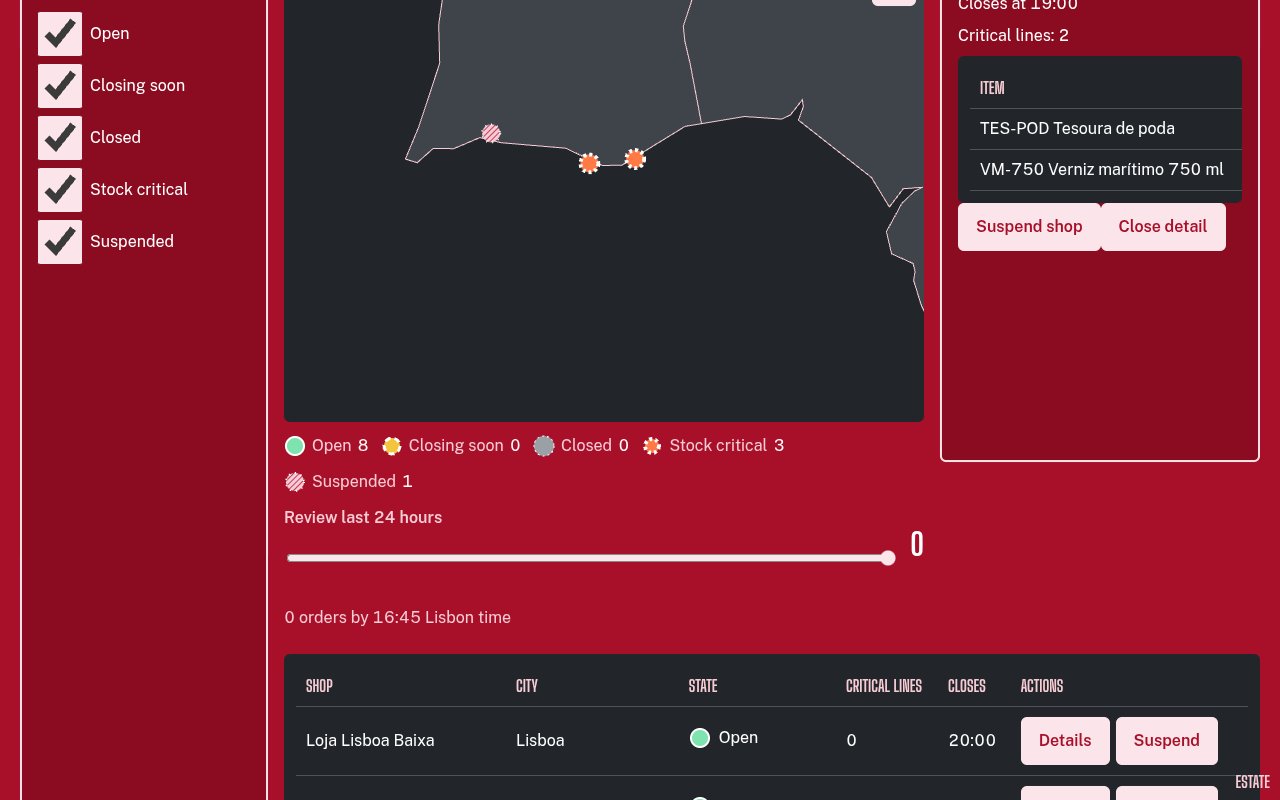 Open
Closing soon
Closed
Stock critical
Suspended
Closes at 19:00
Critical lines: 2
ITEM
TES-POD Tesoura de poda
VM-750 Verniz marítimo 750 ml
Suspend shop Close detail
Open 8 Closing soon 0 Closed 0 Stock critical 3
Suspended 1
Review last 24 hours
0
0 orders by 16:45 Lisbon time
SHOP CITY STATE CRITICAL LINES CLOSES ACTIONS
Loja Lisboa Baixa Lisboa Open 0 20:00 Details Suspend
ESTATE